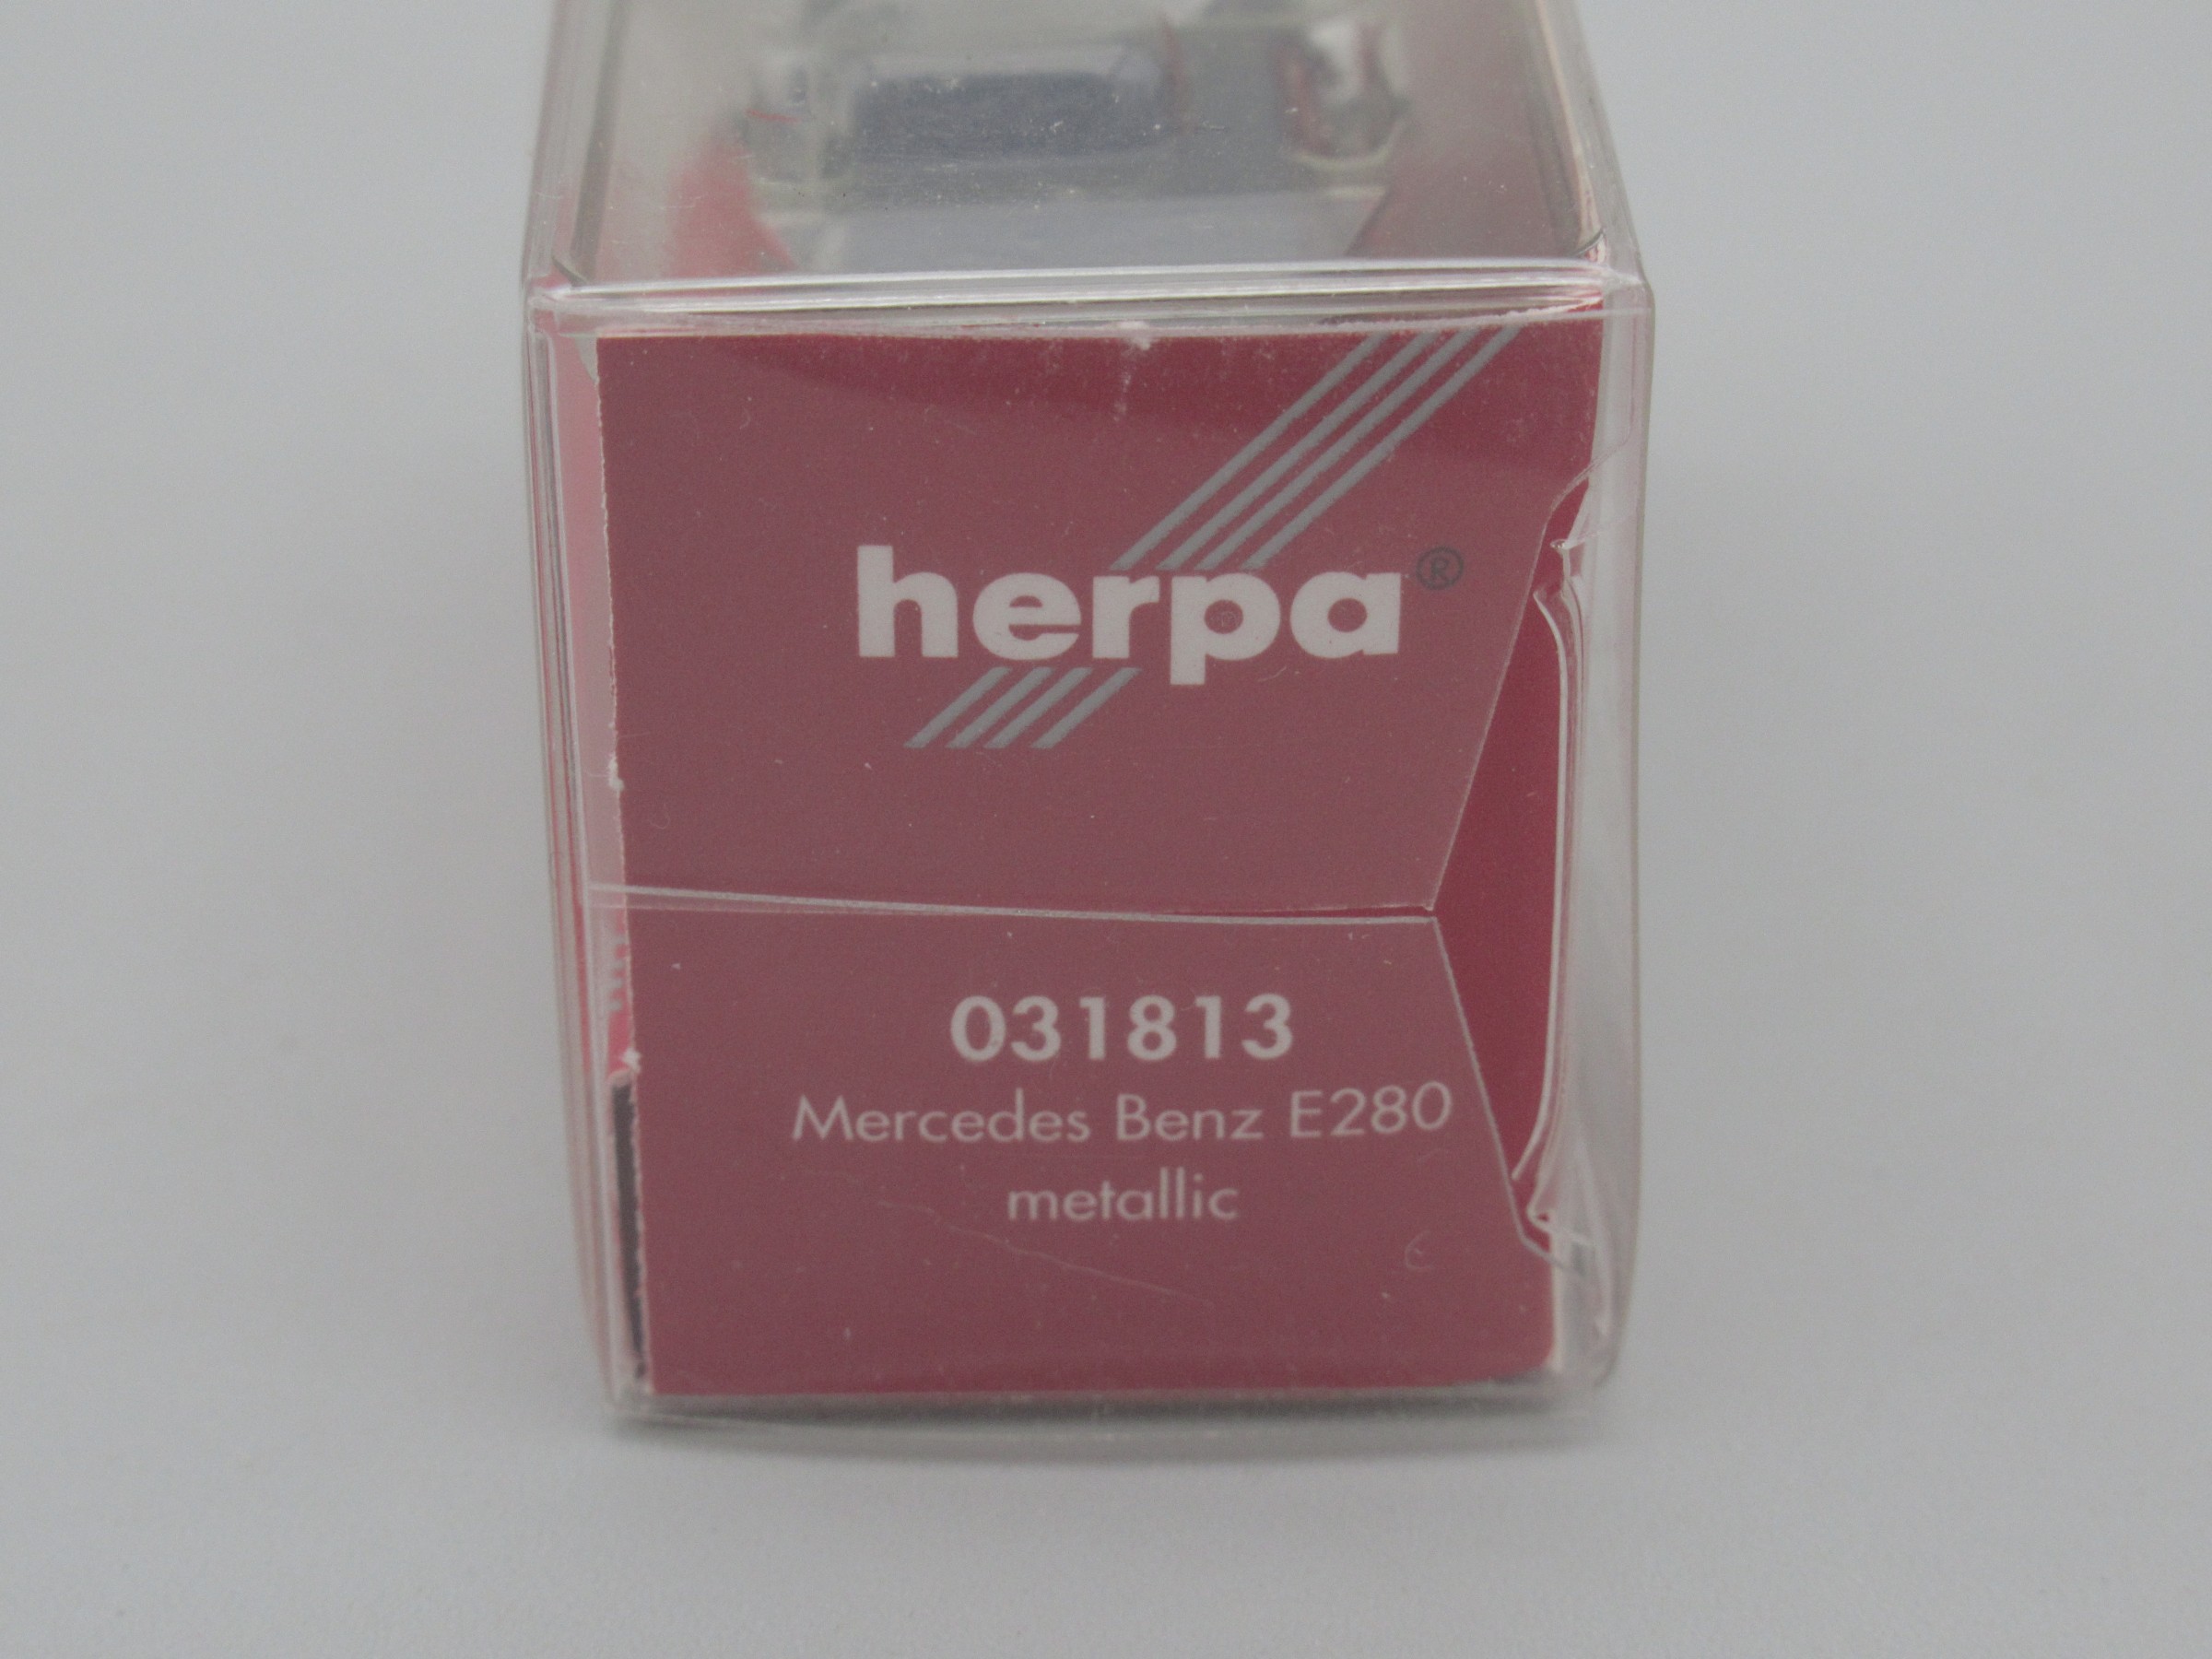 herpa®
031813
Mercedes Benz E280
metallic